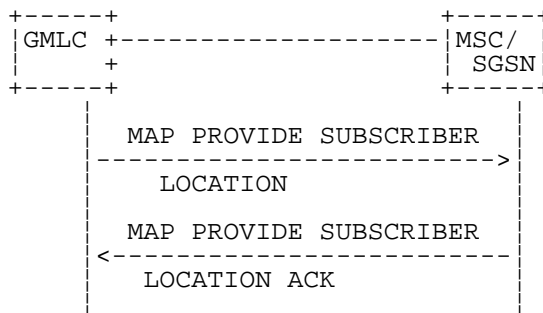 GMLC MSC/
SGSN
MAP PROVIDE SUBSCRIBER
LOCATION
MAP PROVIDE SUBSCRIBER
LOCATION ACK